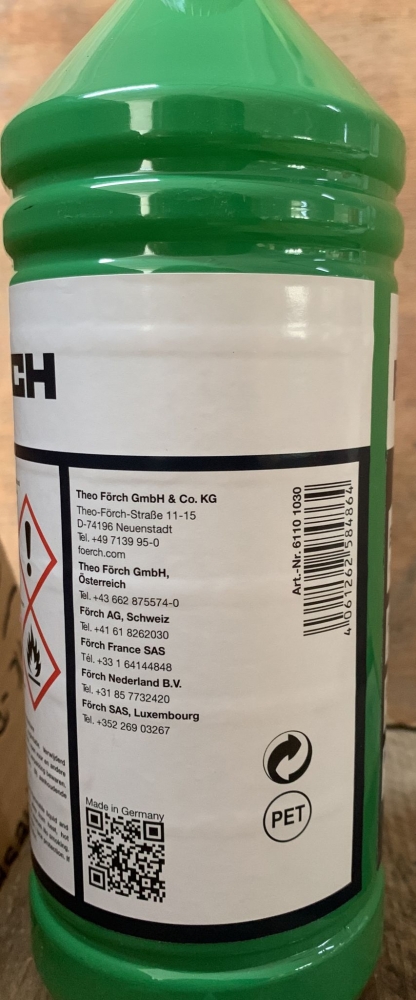 CH
Theo Förch GmbH & Co. KG
Theo-Förch-Straße 11-15
D-74196 Neuenstadt
Tel. +49 7139 95-0
foerch.com
Theo Förch GmbH,
Österreich
Tel. +43 662 875574-0
Förch AG, Schweiz
Tel. +41 61 8262030
Förch France SAS
Tél. +33 1 64144848
Förch Nederland B.V.
Tel. +31 85 7732420
Förch SAS, Luxembourg
Tel. +352 269 03267
Made in Germany
Art.-Nr. 6110 1030
4 061262 584864
PET